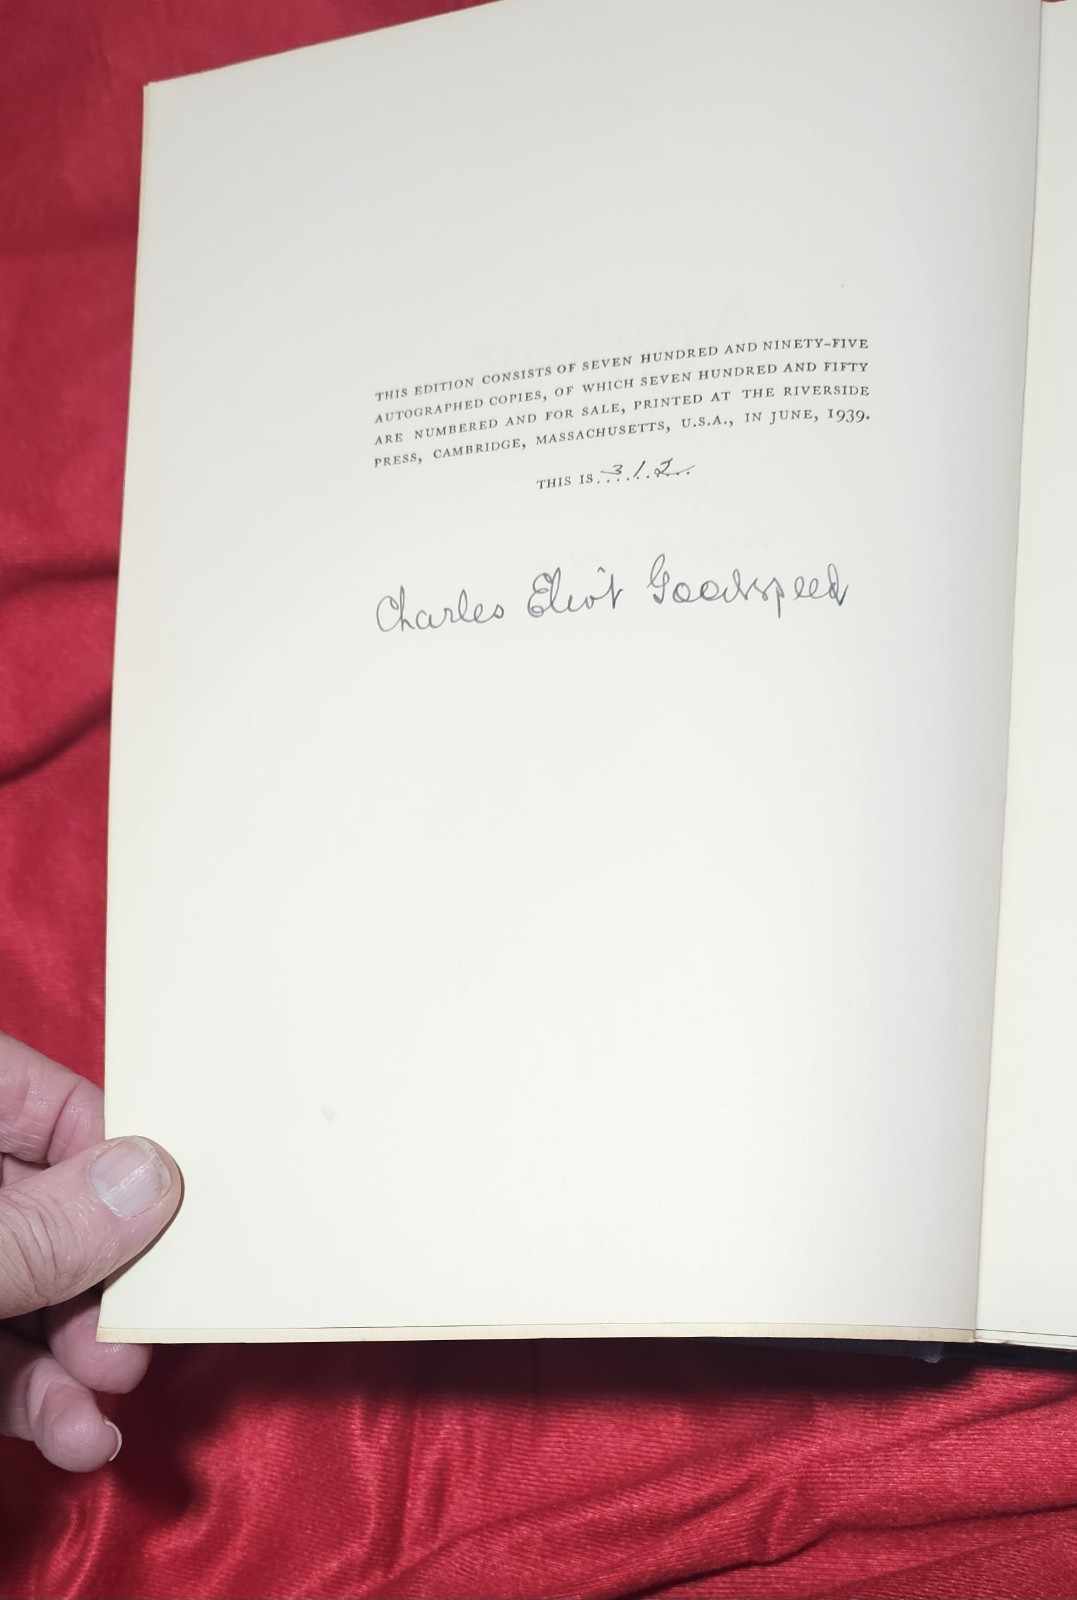 THIS EDITION CONSISTS OF SEVEN HUNDRED AND NINETY-FIVE
AUTOGRAPHED COPIES, OF WHICH SEVEN HUNDRED AND FIFTY
ARE NUMBERED AND FOR SALE, PRINTED AT THE RIVERSIDE
PRESS, CAMBRIDGE, MASSACHUSETTS, U.S.A., IN JUNE, 1939.
THIS IS 312
Charles Eliot Goodspeed